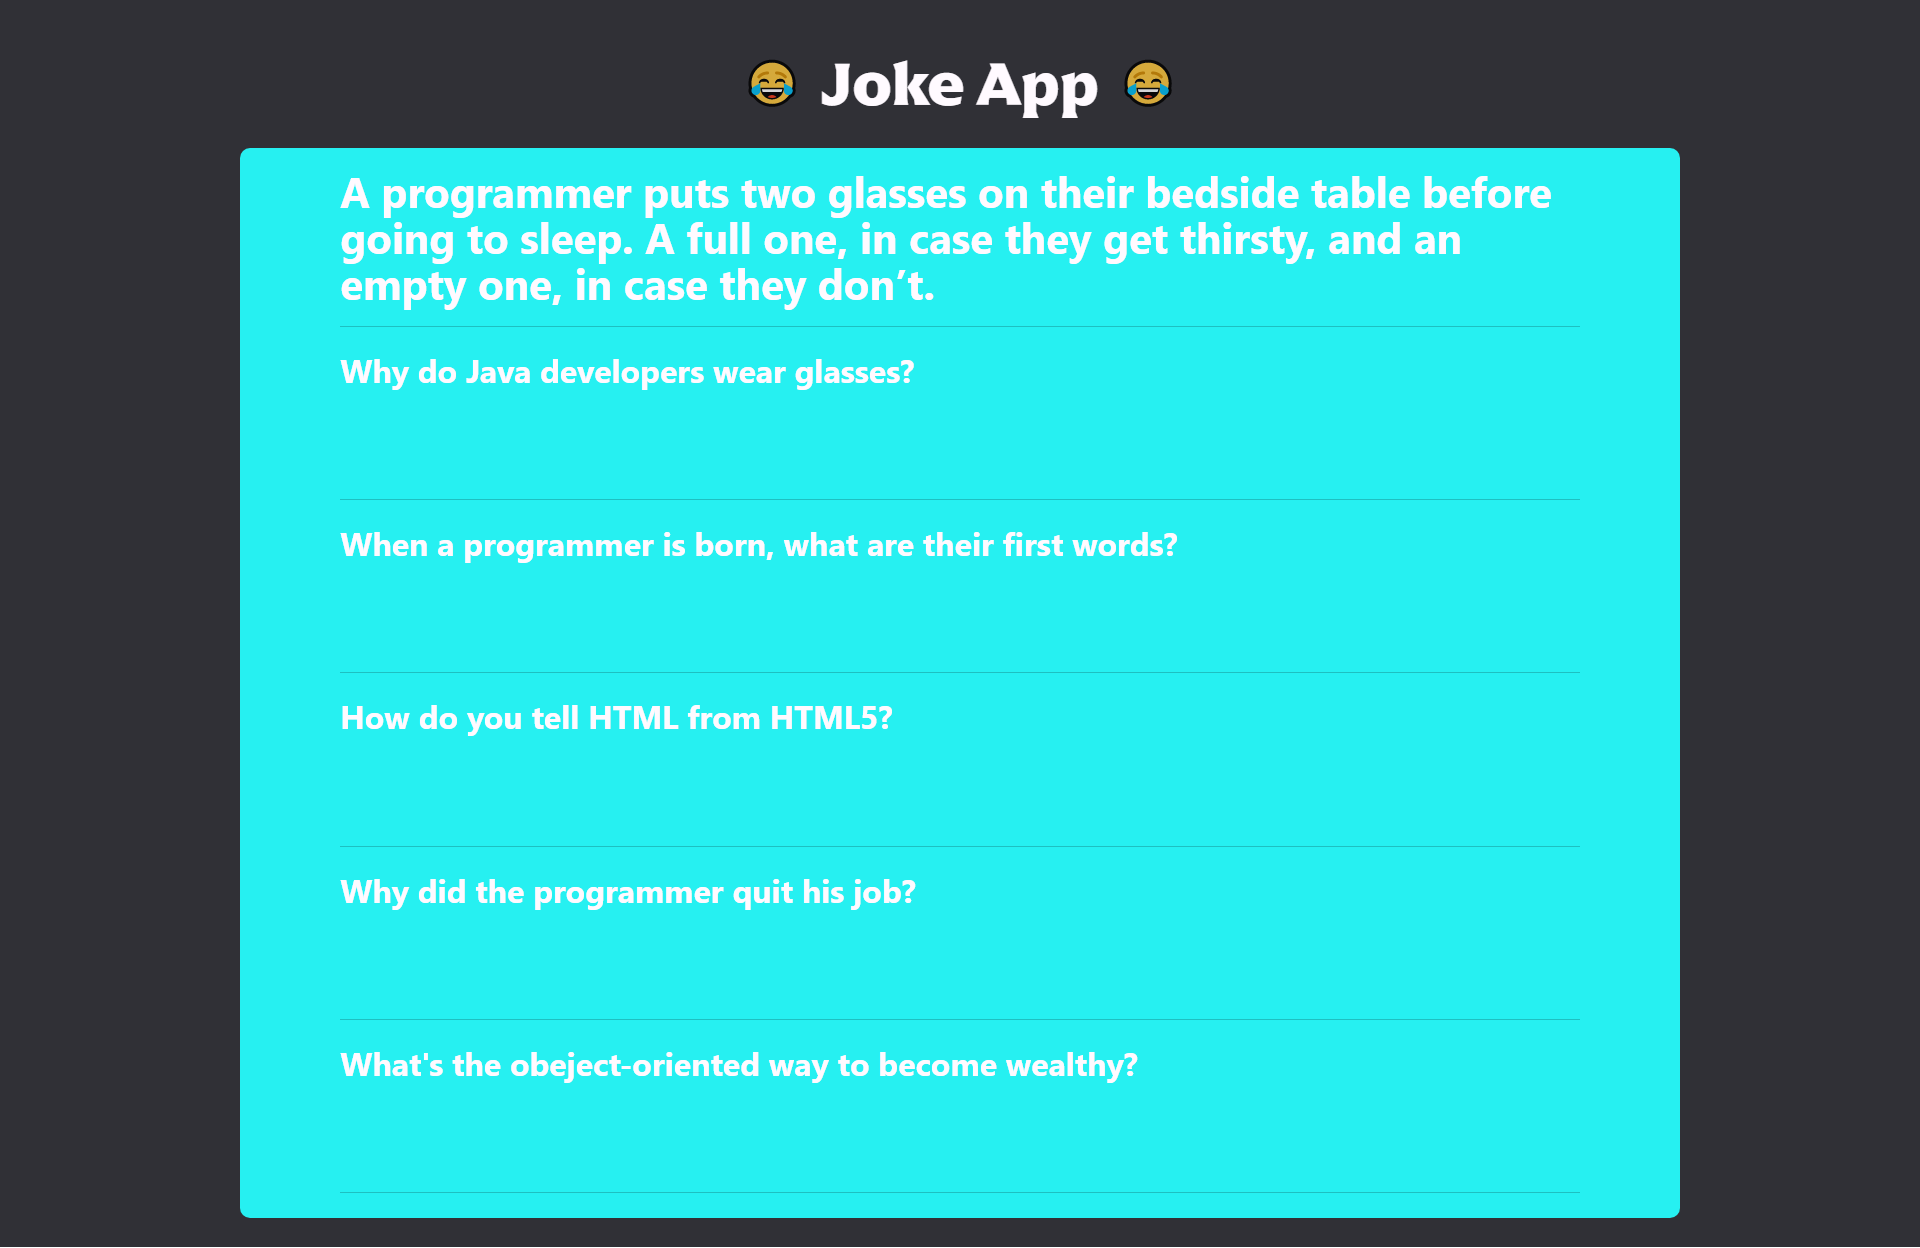 Joke App
A programmer puts two glasses on their bedside table before
going to sleep. A full one, in case they get thirsty, and an
empty one, in case they don’t.
Why do Java developers wear glasses?
When a programmer is born, what are their first words?
How do you tell HTML from HTML5?
Why did the programmer quit his job?
What's the obeject-oriented way to become wealthy?